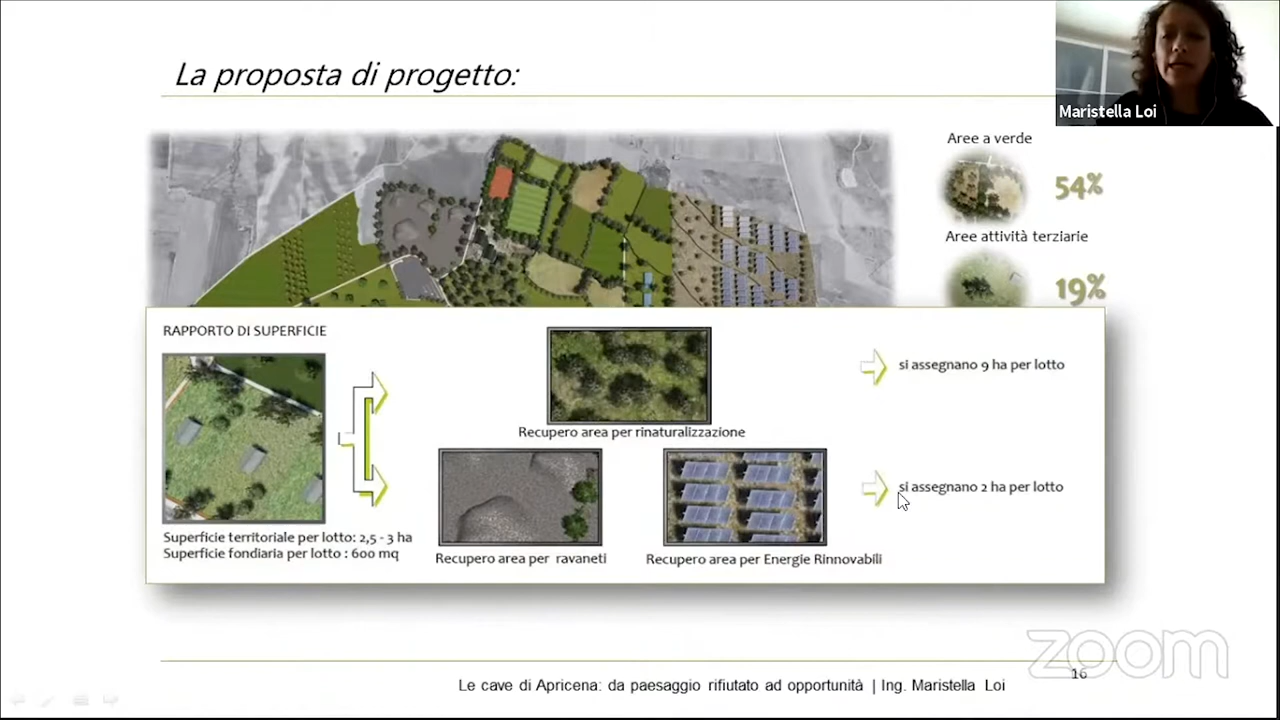 La proposta di progetto:
Maristella Loi
Aree a verde
54%
Aree attività terziarie
19%
RAPPORTO DI SUPERFICIE
si assegnano 9 ha per lotto
Recupero area per rinaturalizzazione
si assegnano 2 ha per lotto
Superficie territoriale per lotto: 2,5 - 3 ha
Superficie fondiaria per lotto : 600 mq
Recupero area per ravaneti
Recupero area per Energie Rinnovabili
zoom
16
Le cave di Apricena: da paesaggio rifiutato ad opportunità | Ing. Maristella Loi